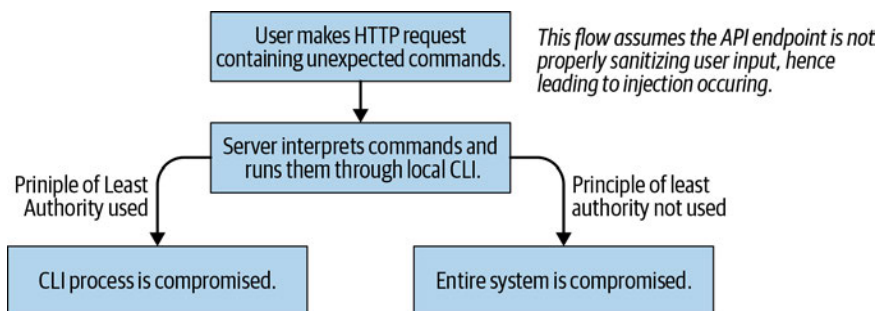 User makes HTTP request
containing unexpected commands.
This flow assumes the API endpoint is not
properly sanitizing user input, hence
leading to injection occuring.
Server interprets commands and
runs them through local CLI.
Priniple of Least
Authority used
Principle of least
authority not used
CLI process is compromised.
Entire system is compromised.